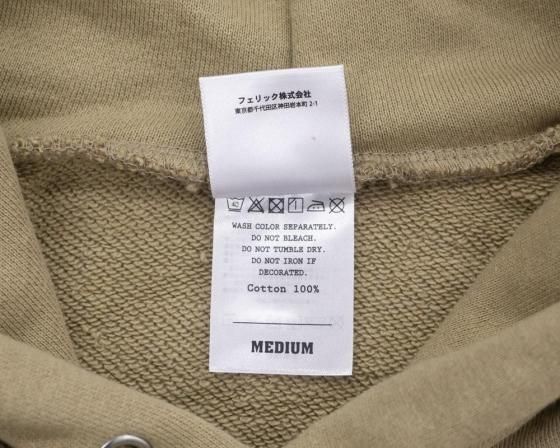 フェリック株式会社
東京都千代田区神田岩本町 2-1
40
WASH COLOR SEPARATELY.
DO NOT BLEACH.
DO NOT TUMBLE DRY.
DO NOT IRON IF
DECORATED.
Cotton 100%
MEDIUM